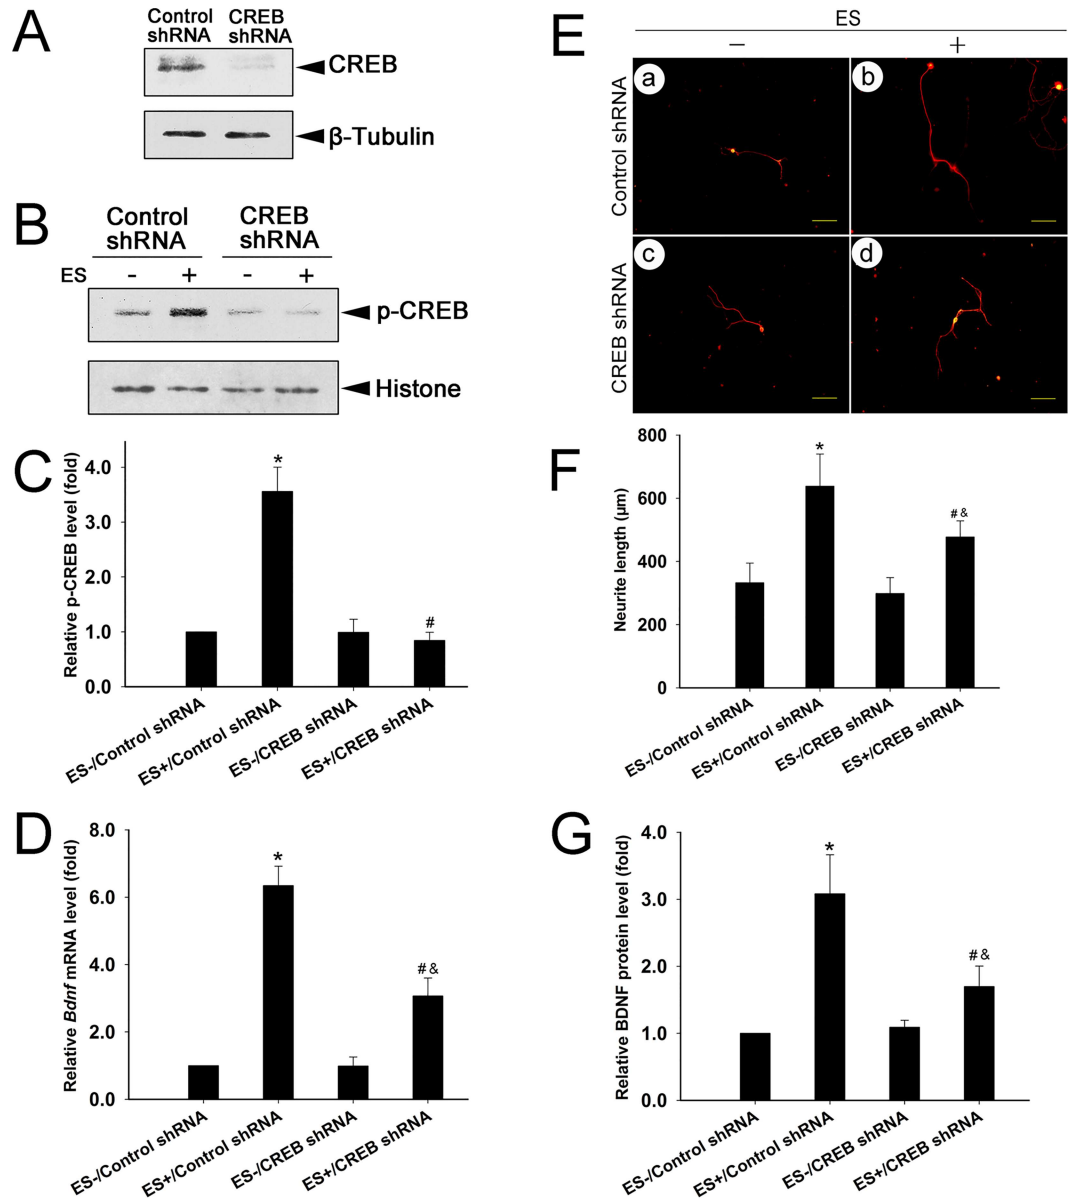 A
Control
shRNA
CREB
shRNA
CREB
β-Tubulin
B
Control
shRNA
CREB
shRNA
ES
-
+
-
+
p-CREB
Histone
C
Relative p-CREB level (fold)
4.0
3.0
2.0
1.0
0.0
*
#
ES-/Control shRNA
ES+/Control shRNA
ES-/CREB shRNA
ES+/CREB shRNA
D
Relative Bdnf mRNA level (fold)
8.0
6.0
4.0
2.0
0.0
*
#&
ES-/Control shRNA
ES+/Control shRNA
ES-/CREB shRNA
ES+/CREB shRNA
E
ES
−
+
Control shRNA
a
b
CREB shRNA
c
d
F
Neurite length (μm)
800
600
400
200
0
*
#&
ES-/Control shRNA
ES+/Control shRNA
ES-/CREB shRNA
ES+/CREB shRNA
G
Relative BDNF protein level (fold)
4.0
3.0
2.0
1.0
0.0
*
#&
ES-/Control shRNA
ES+/Control shRNA
ES-/CREB shRNA
ES+/CREB shRNA